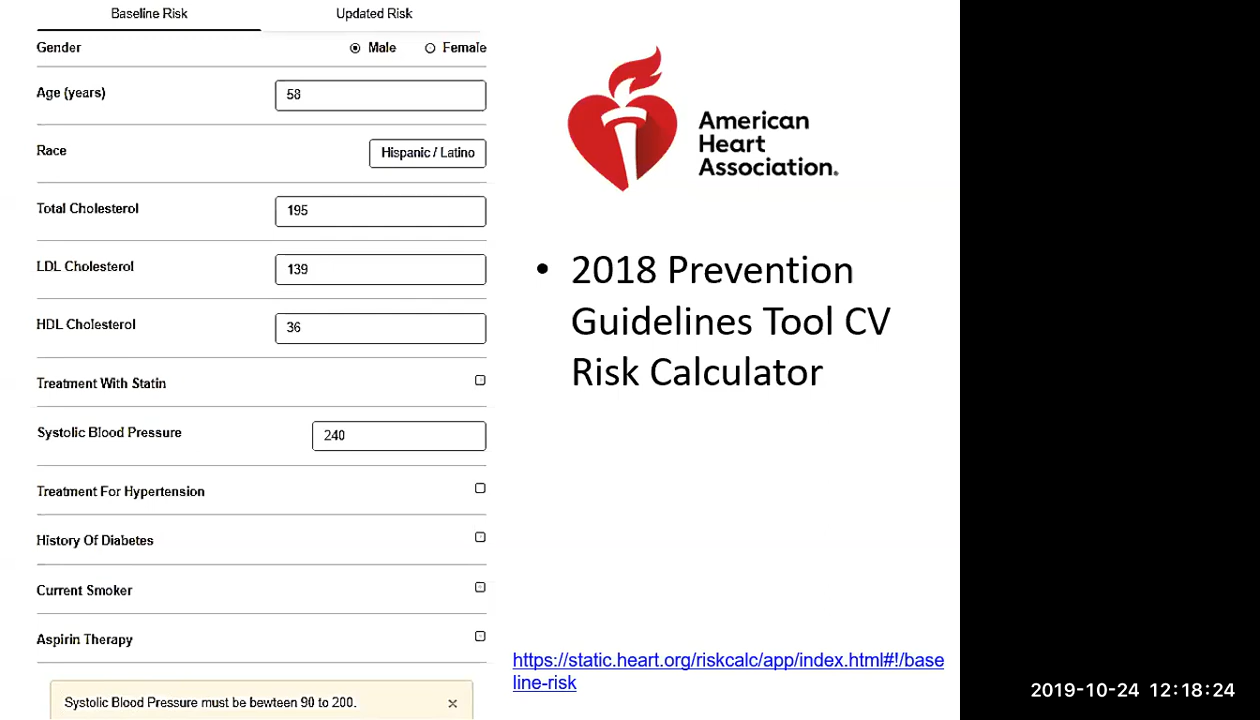 Baseline Risk Updated Risk
Gender Male Female
Age (years) 58
Race Hispanic / Latino
Total Cholesterol 195
LDL Cholesterol 139
HDL Cholesterol 36
Treatment With Statin
Systolic Blood Pressure 240
Treatment For Hypertension
History Of Diabetes
Current Smoker
Aspirin Therapy
Systolic Blood Pressure must be bewteen 90 to 200. ×
American
Heart
Association.
• 2018 Prevention
Guidelines Tool CV
Risk Calculator
https://static.heart.org/riskcalc/app/index.html#!/base
line-risk
2019-10-24 12:18:24